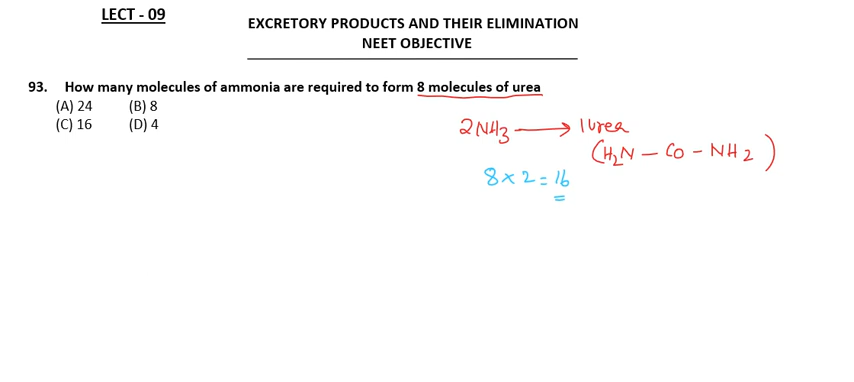 LECT - 09
EXCRETORY PRODUCTS AND THEIR ELIMINATION
NEET OBJECTIVE
93. How many molecules of ammonia are required to form 8 molecules of urea
(A) 24 (B) 8
(C) 16 (D) 4
2NH3 → 1Urea
(H2N - CO - NH2)
8 × 2 = 16